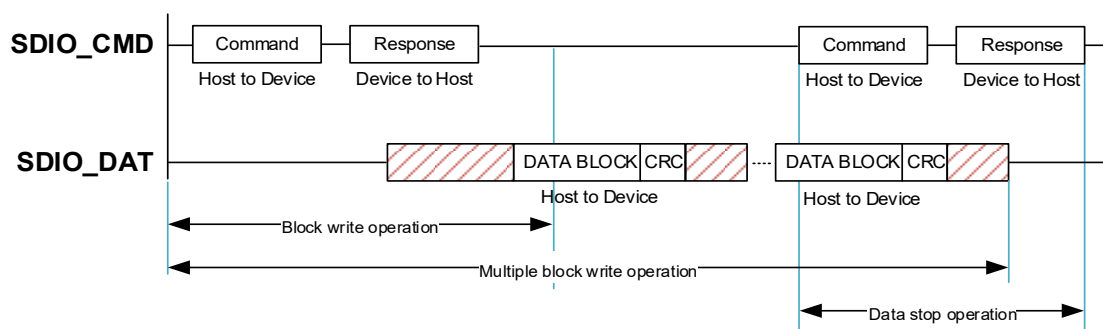 SDIO_CMD
Command
Response
Command
Response
Host to Device
Device to Host
Host to Device
Device to Host
SDIO_DAT
DATA BLOCK
CRC
DATA BLOCK
CRC
Host to Device
Host to Device
Block write operation
Multiple block write operation
Data stop operation